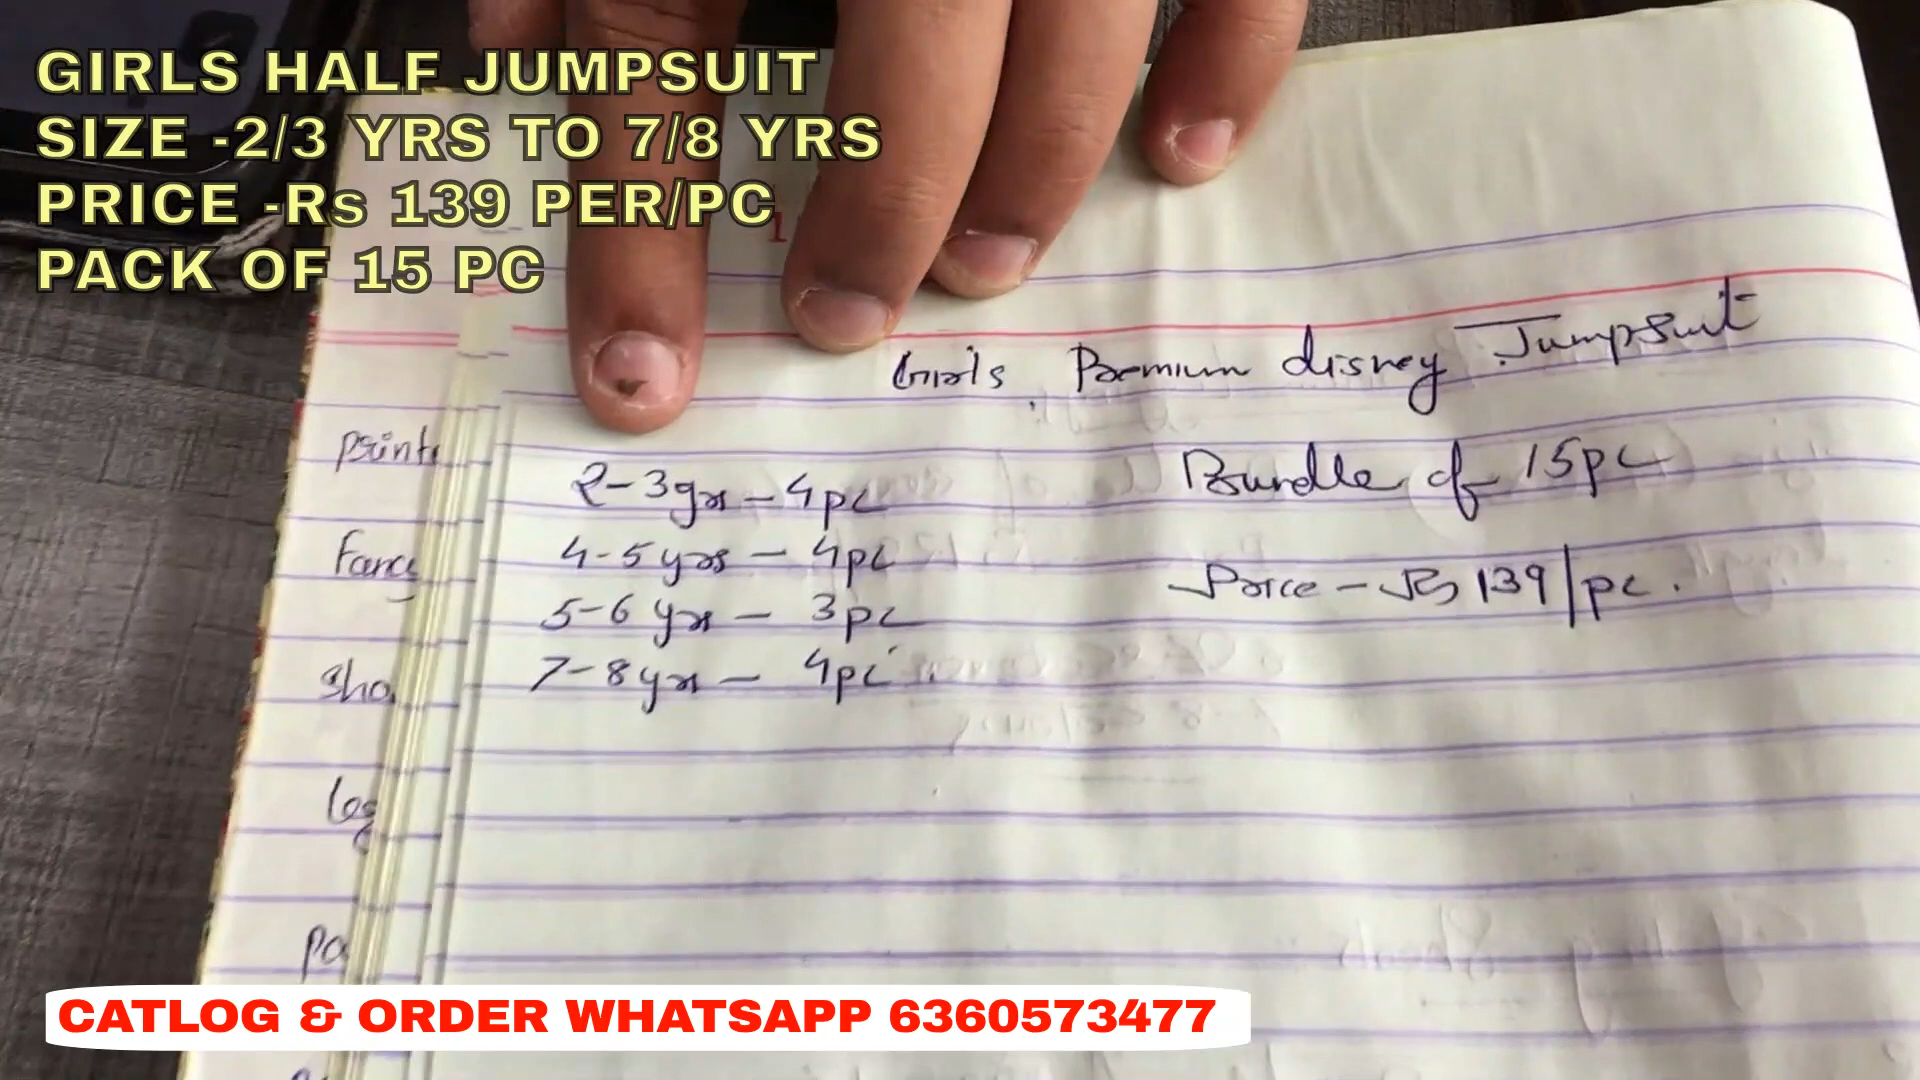 GIRLS HALF JUMPSUIT
SIZE -2/3 YRS TO 7/8 YRS
PRICE -Rs 139 PER/PC
PACK OF 15 PC
Girls Premium disney Jumpsuit
Bundle of 15pc
Price - Rs 139/pc.
2-3yrs - 4pc
4-5yrs - 4pc
5-6 yrs - 3pc
7-8yrs - 4pc
CATLOG & ORDER WHATSAPP 6360573477